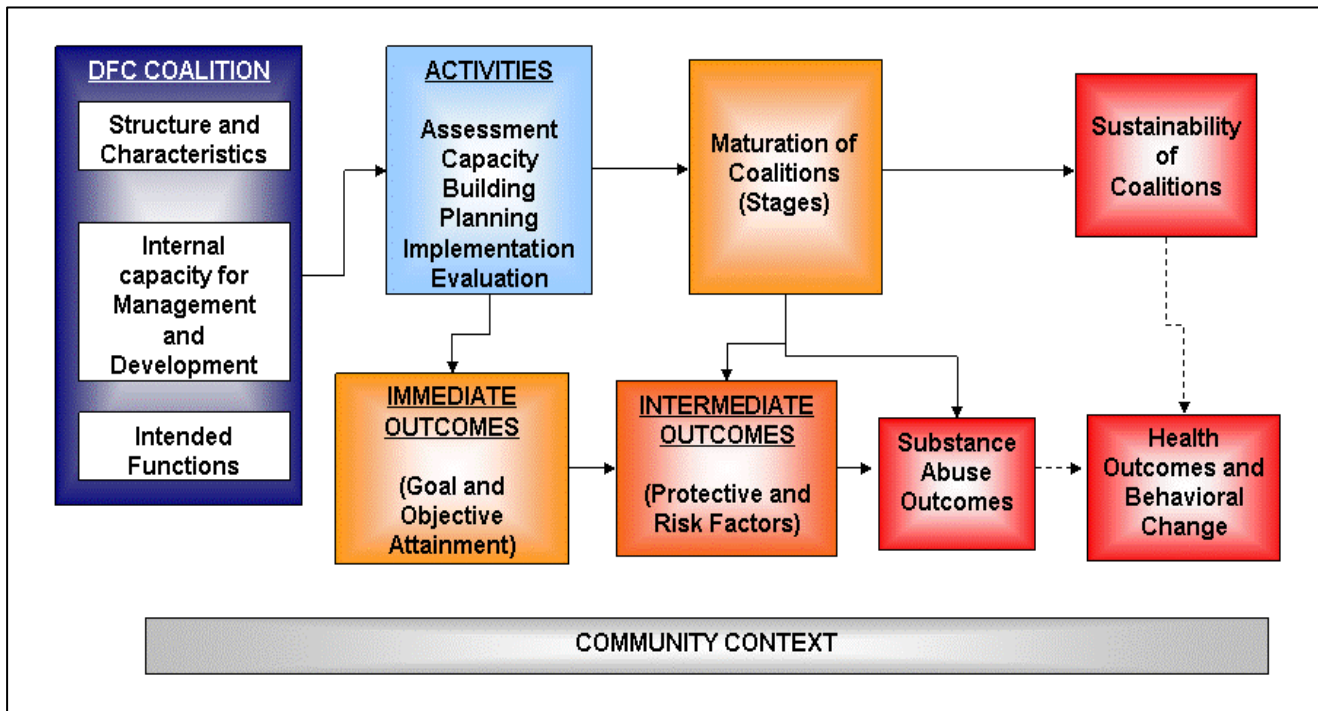 DFC COALITION
Structure and
Characteristics
Internal
capacity for
Management
and
Development
Intended
Functions
ACTIVITIES
Assessment
Capacity
Building
Planning
Implementation
Evaluation
Maturation of
Coalitions
(Stages)
Sustainability
of
Coalitions
IMMEDIATE
OUTCOMES
(Goal and
Objective
Attainment)
INTERMEDIATE
OUTCOMES
(Protective and
Risk Factors)
Substance
Abuse
Outcomes
Health
Outcomes and
Behavioral
Change
COMMUNITY CONTEXT